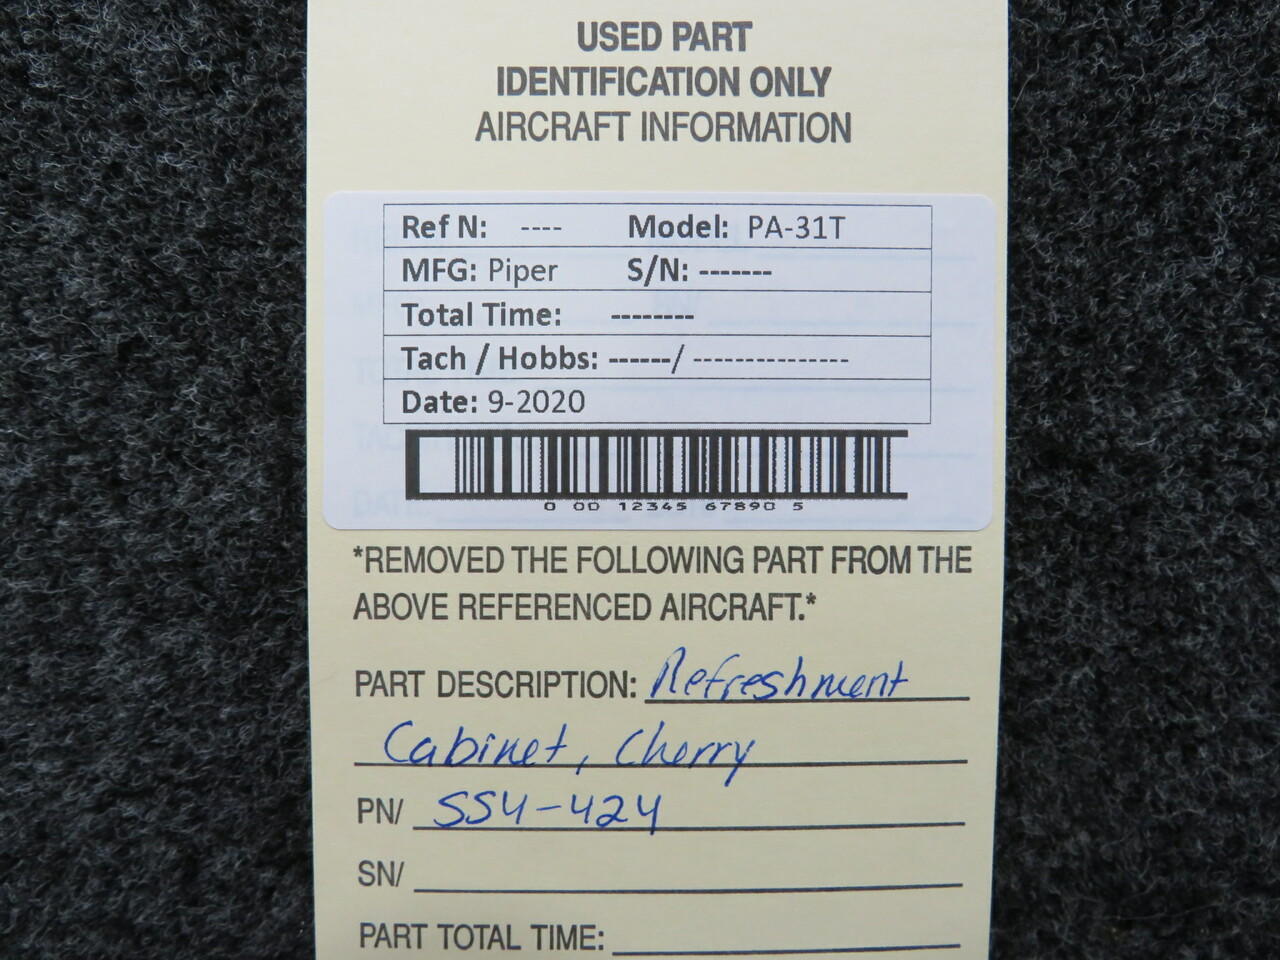 USED PART
IDENTIFICATION ONLY
AIRCRAFT INFORMATION
Ref N: ---- Model: PA-31T
MFG: Piper S/N: -------
Total Time: --------
Tach / Hobbs: ------/ ---------------
Date: 9-2020
0 00 12345 67890 5
*REMOVED THE FOLLOWING PART FROM THE
ABOVE REFERENCED AIRCRAFT.*
PART DESCRIPTION: Refreshment
Cabinet, Cherry
PN/ 554-424
SN/
PART TOTAL TIME: